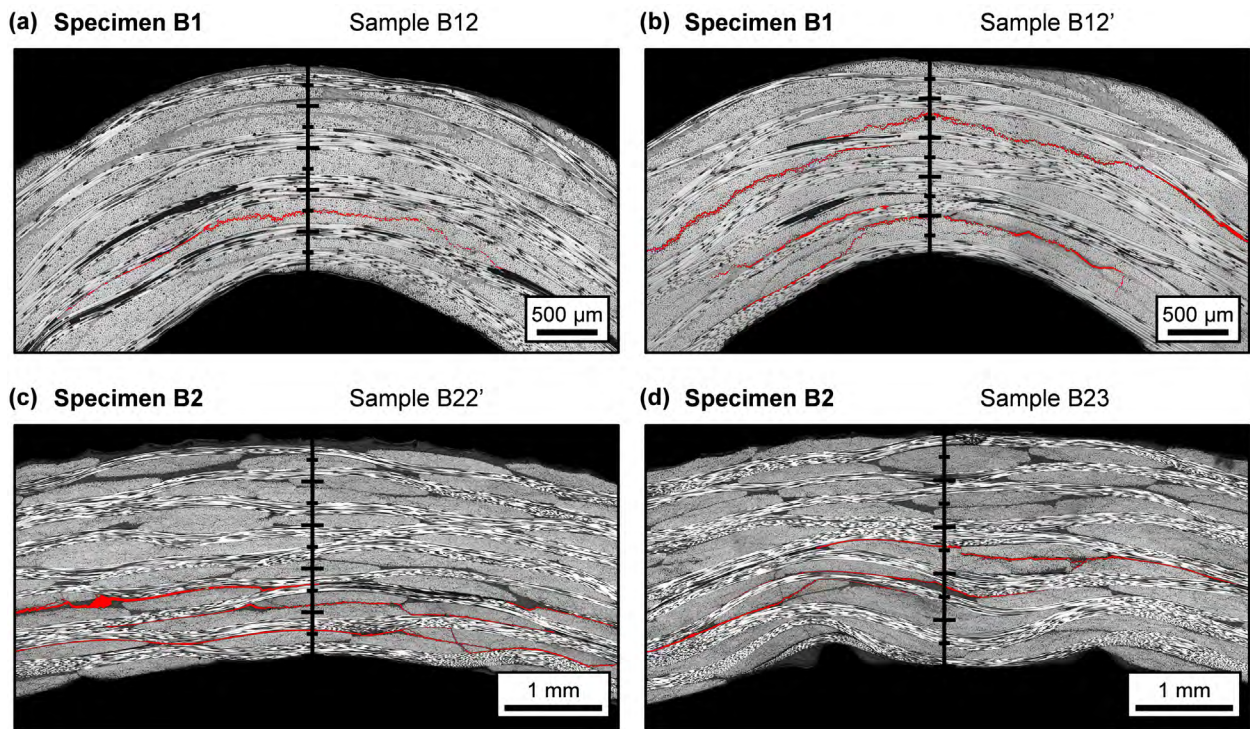 (a) Specimen B1 Sample B12
(b) Specimen B1 Sample B12’
500 µm
500 µm
(c) Specimen B2 Sample B22’
(d) Specimen B2 Sample B23
1 mm
1 mm